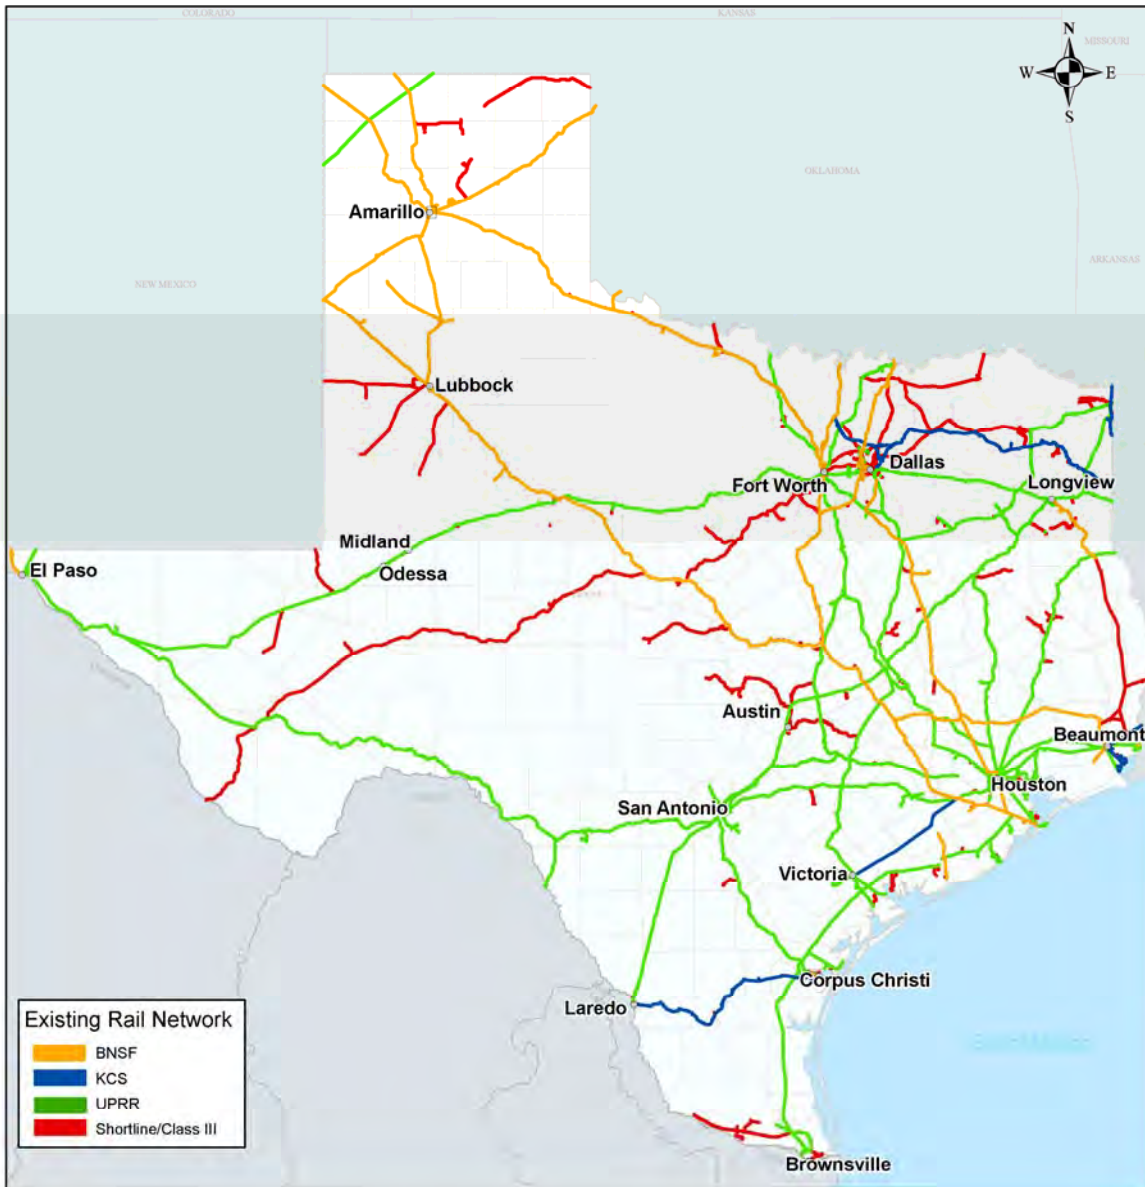 COLORADO
KANSAS
MISSOURI
N
W
E
S
OKLAHOMA
ARKANSAS
NEW MEXICO
Amarillo
Lubbock
Dallas
Fort Worth
Longview
Midland
Odessa
El Paso
Austin
Beaumont
Houston
San Antonio
Victoria
Corpus Christi
Laredo
Brownsville
Existing Rail Network
BNSF
KCS
UPRR
Shortline/Class III